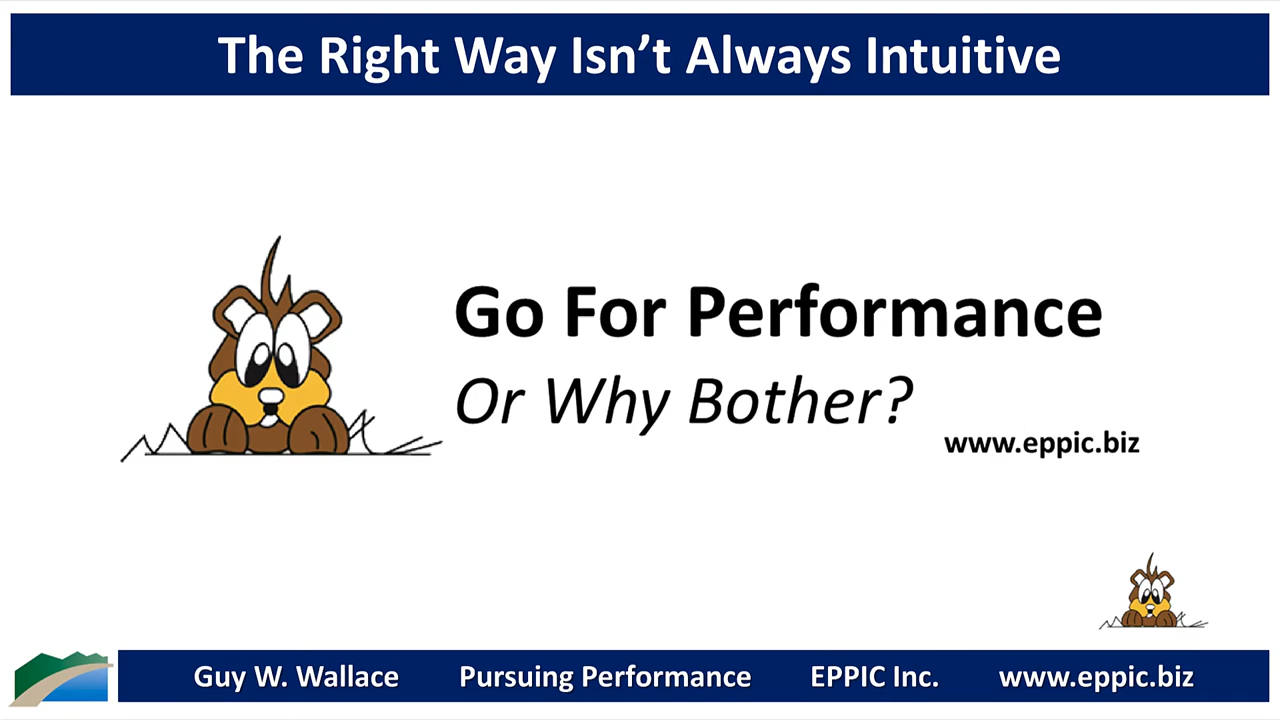 The Right Way Isn’t Always Intuitive
Go For Performance
Or Why Bother?
www.eppic.biz
Guy W. Wallace Pursuing Performance EPPIC Inc. www.eppic.biz